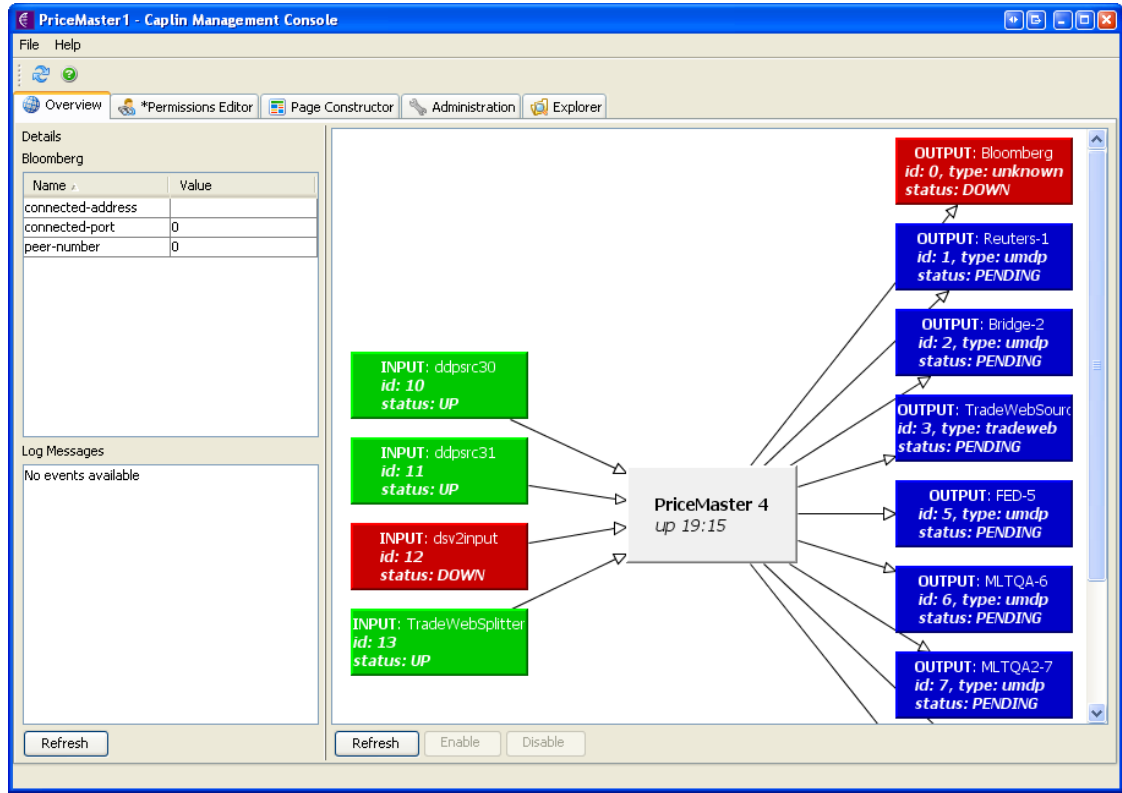 PriceMaster1 - Caplin Management Console
File Help
Overview *Permissions Editor Page Constructor Administration Explorer
Details
Bloomberg
Name Value
connected-address
connected-port 0
peer-number 0
Log Messages
No events available
Refresh
INPUT: ddpsrc30
id: 10
status: UP
INPUT: ddpsrc31
id: 11
status: UP
INPUT: dsv2input
id: 12
status: DOWN
INPUT: TradeWebSplitter
id: 13
status: UP
PriceMaster 4
up 19:15
OUTPUT: Bloomberg
id: 0, type: unknown
status: DOWN
OUTPUT: Reuters-1
id: 1, type: umdp
status: PENDING
OUTPUT: Bridge-2
id: 2, type: umdp
status: PENDING
OUTPUT: TradeWebSourc
id: 3, type: tradeweb
status: PENDING
OUTPUT: FED-5
id: 5, type: umdp
status: PENDING
OUTPUT: MLTQA-6
id: 6, type: umdp
status: PENDING
OUTPUT: MLTQA2-7
id: 7, type: umdp
status: PENDING
Refresh Enable Disable